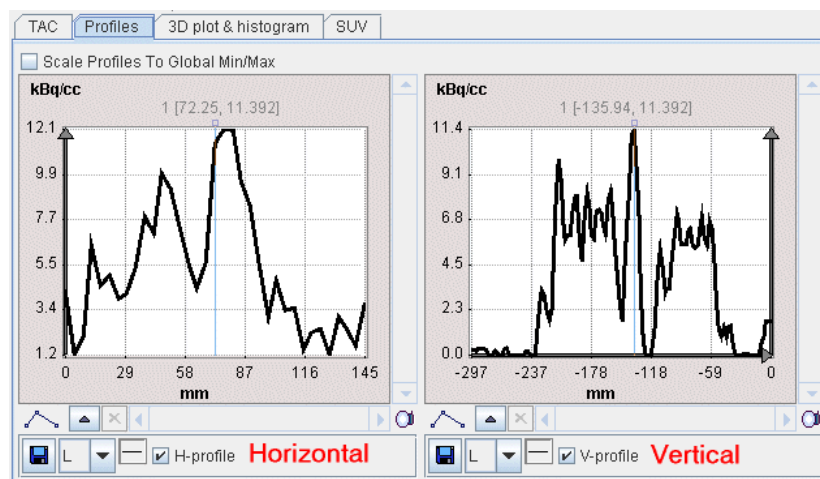 TAC Profiles 3D plot & histogram SUV
Scale Profiles To Global Min/Max
kBq/cc
1 [72.25, 11.392]
12.1
9.9
7.7
5.5
3.4
1.2
0 29 58 87 116 145
mm
L H-profile Horizontal
kBq/cc
1 [-135.94, 11.392]
11.4
9.1
6.8
4.5
2.3
0.0
-297 -237 -178 -118 -59 0
mm
L V-profile Vertical